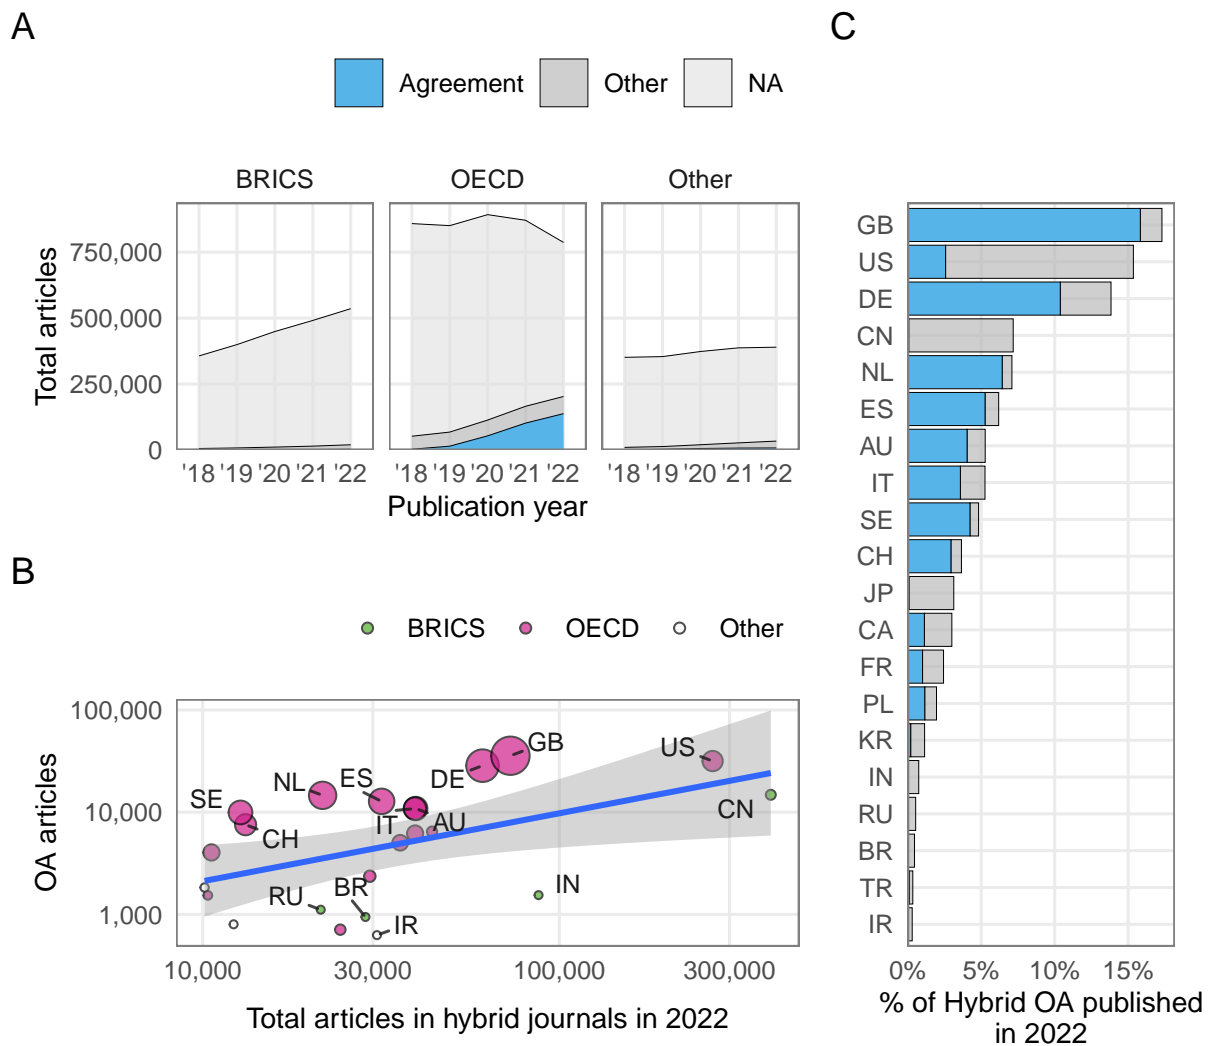 A
Agreement Other NA
BRICS OECD Other
Total articles
750,000
500,000
250,000
0
'18 '19 '20 '21 '22 '18 '19 '20 '21 '22 '18 '19 '20 '21 '22
Publication year
B
BRICS OECD Other
OA articles
100,000
10,000
1,000
GB
US
DE
NL
ES
SE
IT
AU
CH
CN
RU
BR
IN
IR
10,000 30,000 100,000 300,000
Total articles in hybrid journals in 2022
C
GB
US
DE
CN
NL
ES
AU
IT
SE
CH
JP
CA
FR
PL
KR
IN
RU
BR
TR
IR
0% 5% 10% 15%
% of Hybrid OA published
in 2022